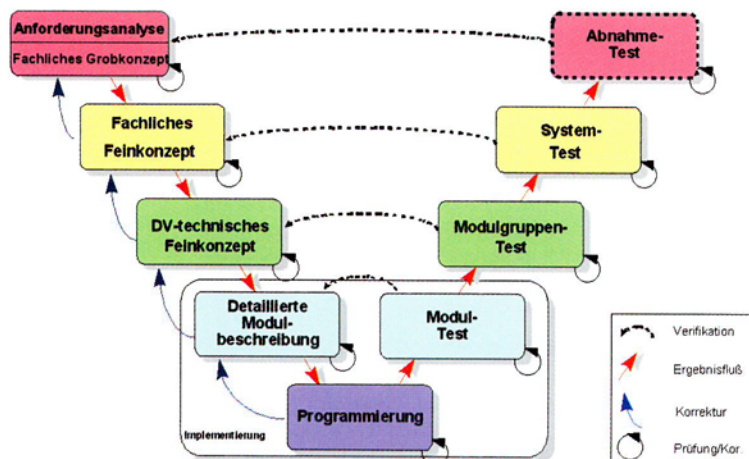 Anforderungsanalyse
Fachliches Grobkonzept
Abnahme-
Test
Fachliches
Feinkonzept
System-
Test
DV-technisches
Feinkonzept
Modulgruppen-
Test
Detaillierte
Modul-
beschreibung
Modul-
Test
Programmierung
Implementierung
Verifikation
Ergebnisfluß
Korrektur
Prüfung/Kor.